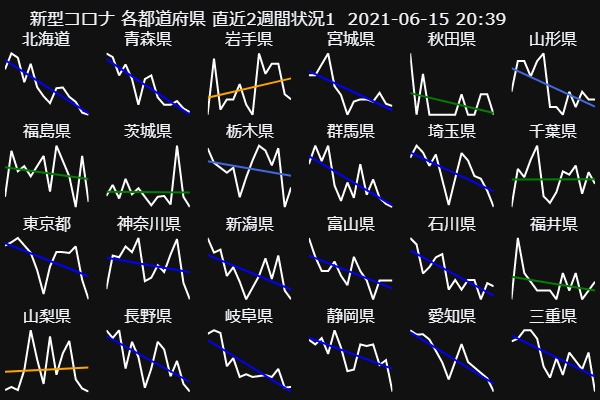 新型コロナ 各都道府県 直近2週間状況1 2021-06-15 20:39
北海道 青森県 岩手県 宮城県 秋田県 山形県
福島県 茨城県 栃木県 群馬県 埼玉県 千葉県
東京都 神奈川県 新潟県 富山県 石川県 福井県
山梨県 長野県 岐阜県 静岡県 愛知県 三重県